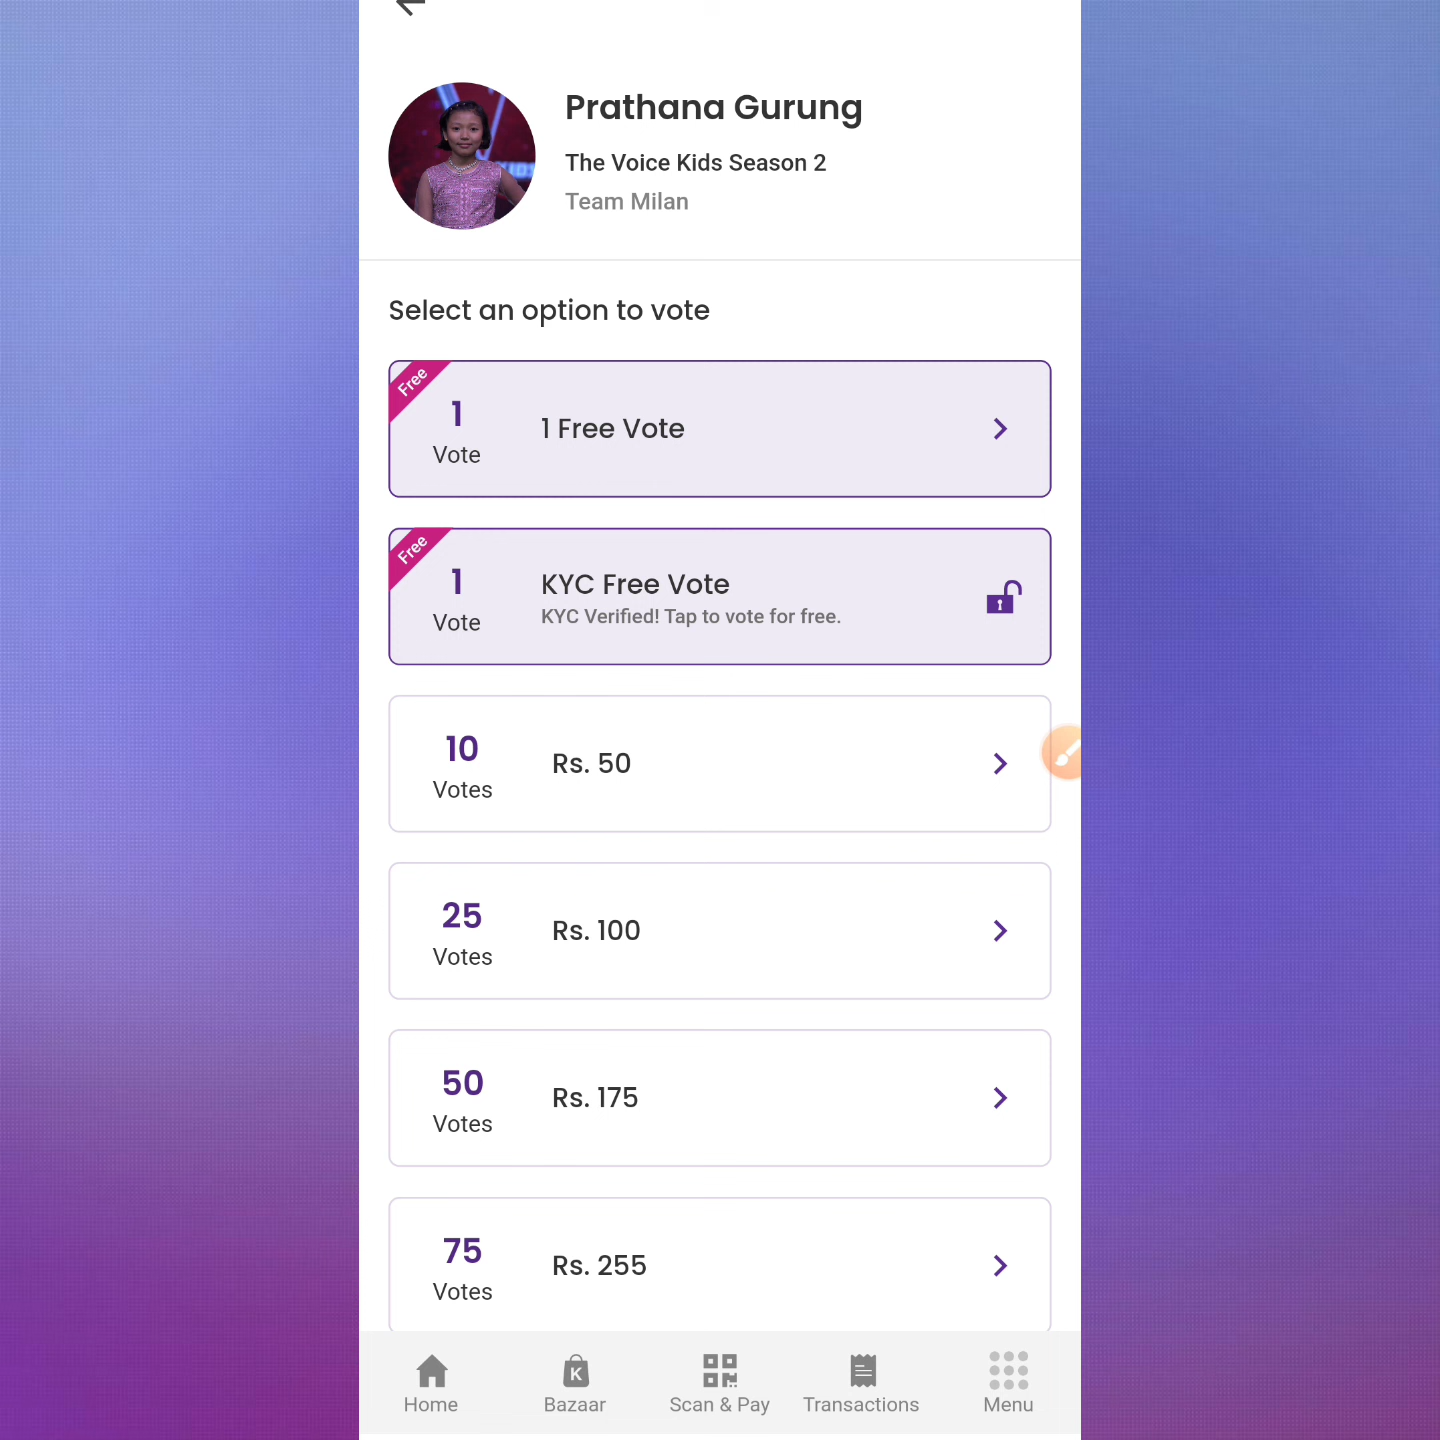 Prathana Gurung
The Voice Kids Season 2
Team Milan
Select an option to vote
Free
1
Vote
1 Free Vote
Free
1
Vote
KYC Free Vote
KYC Verified! Tap to vote for free.
10
Votes
Rs. 50
25
Votes
Rs. 100
50
Votes
Rs. 175
75
Votes
Rs. 255
Home
K
Bazaar
Scan & Pay
Transactions
Menu